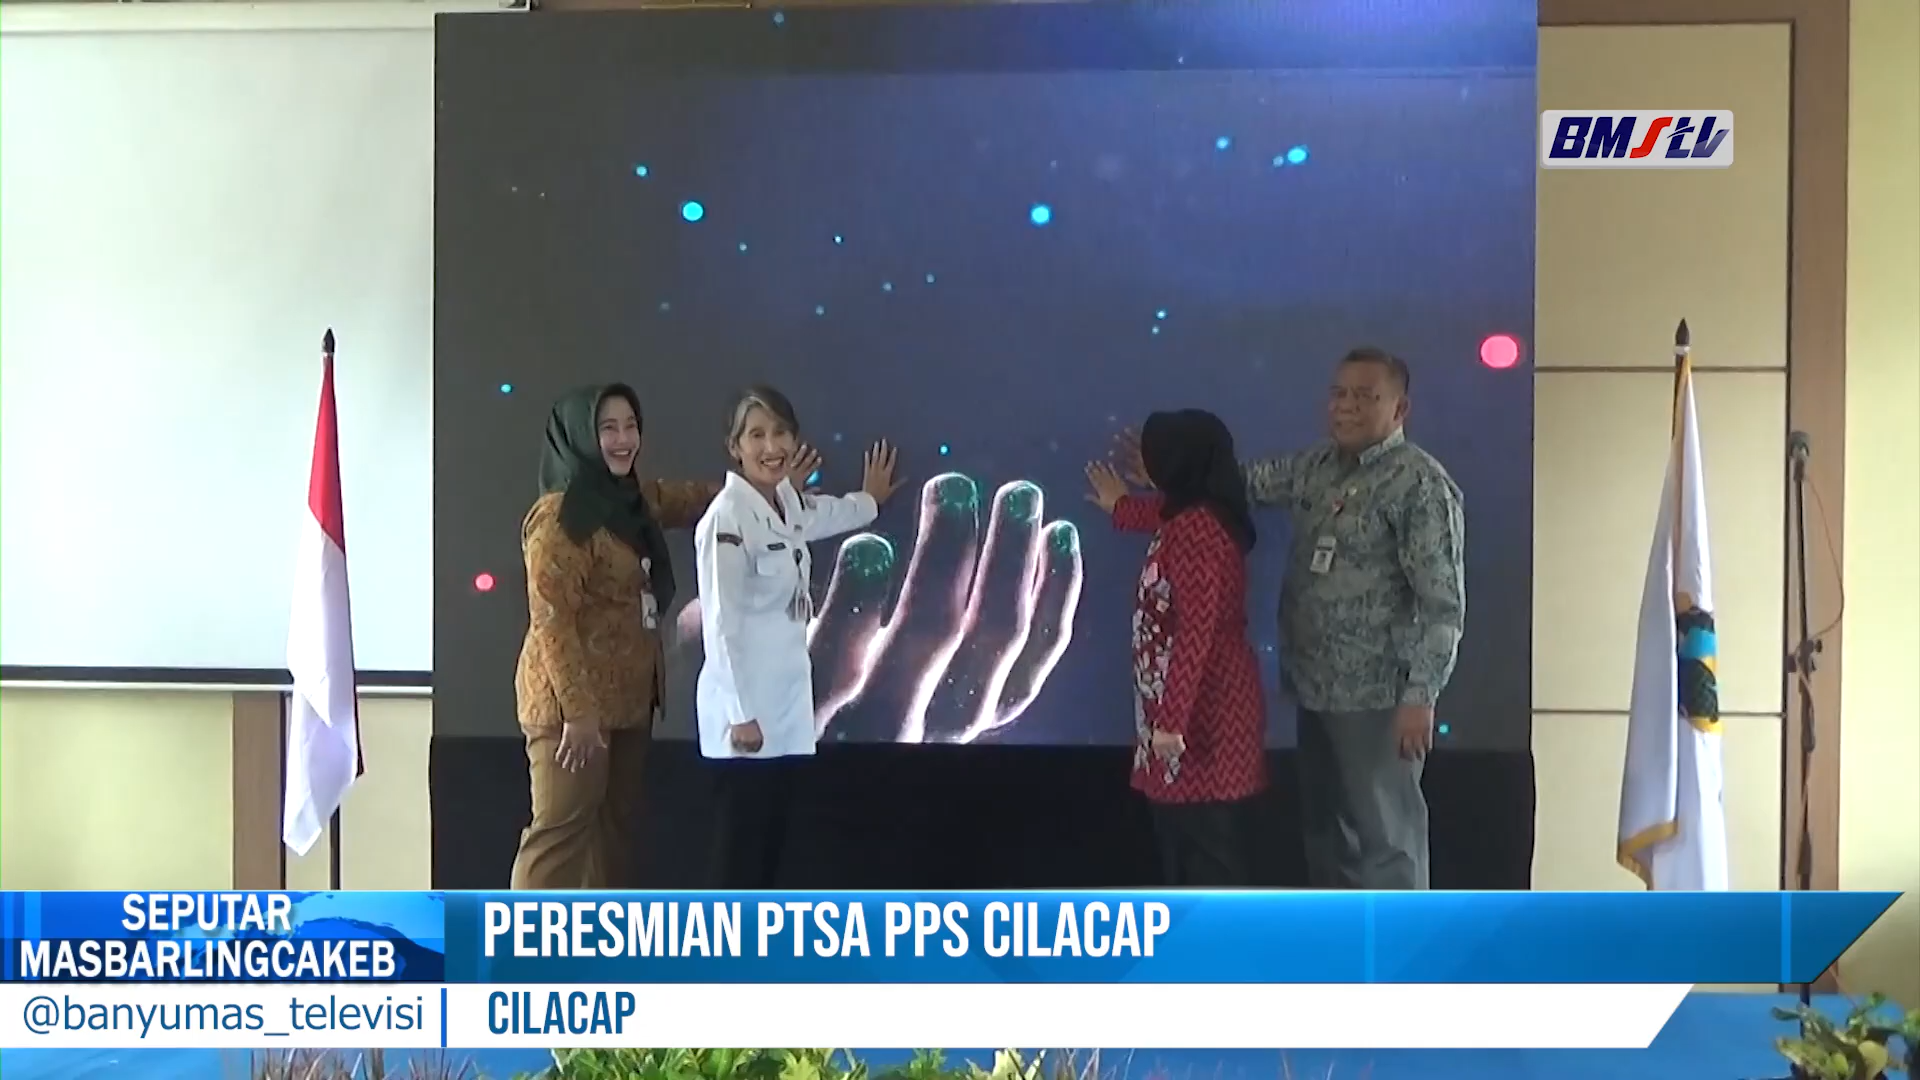 BMStv
PERESMIAN PTSA PPS CILACAP
SEPUTAR
MASBARLINGCAKEB
@banyumas_televisi
CILACAP